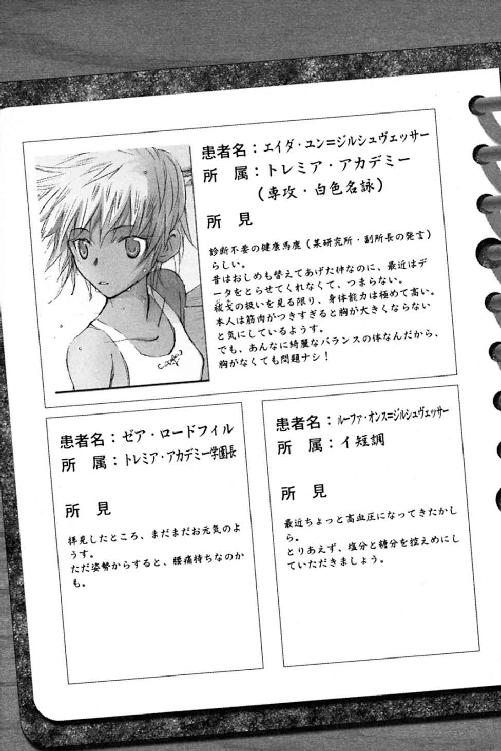 患者名：エイダ・ユン＝ジルシュヴェッサー
所　属：トレミア・アカデミー
（専攻・白色名詠）
所　見
診断不要の健康馬鹿（某研究所・副所長の発言）
らしい。
昔はおしめも替えてあげた仲なのに、最近はデ
ータをとらせてくれなくて、つまらない。
祓戈の扱いを見る限り、身体能力は極めて高い。
本人は筋肉がつきすぎると胸が大きくならない
と気にしているようす。
でも、あんなに綺麗なバランスの体なんだから、
胸がなくても問題ナシ！
患者名：ゼア・ロードフィル
所　属：トレミア・アカデミー学園長
所　見
拝見したところ、まだまだお元気のよ
うす。
ただ姿勢からすると、腰痛持ちなのか
も。
患者名：ルーファ・オンス＝ジルシュヴェッサー
所　属：イ短調
所　見
最近ちょっと高血圧になってきたかし
ら。
とりあえず、塩分と糖分を控えめにし
ていただきましょう。